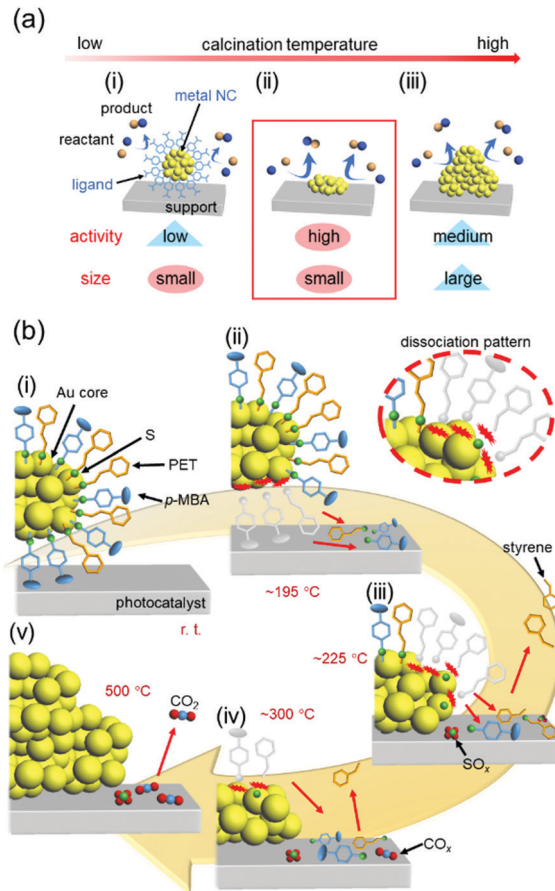 (a)
low calcination temperature high
(i) (ii) (iii)
product metal NC
reactant
ligand
support
activity low high medium
size small small large
(b)
(i) (ii) dissociation pattern
Au core
S
PET
p-MBA
styrene
photocatalyst
~195 °C
r. t.
(iii)
(v) ~225 °C
500 °C
CO2
(iv) ~300 °C
SOx
COx